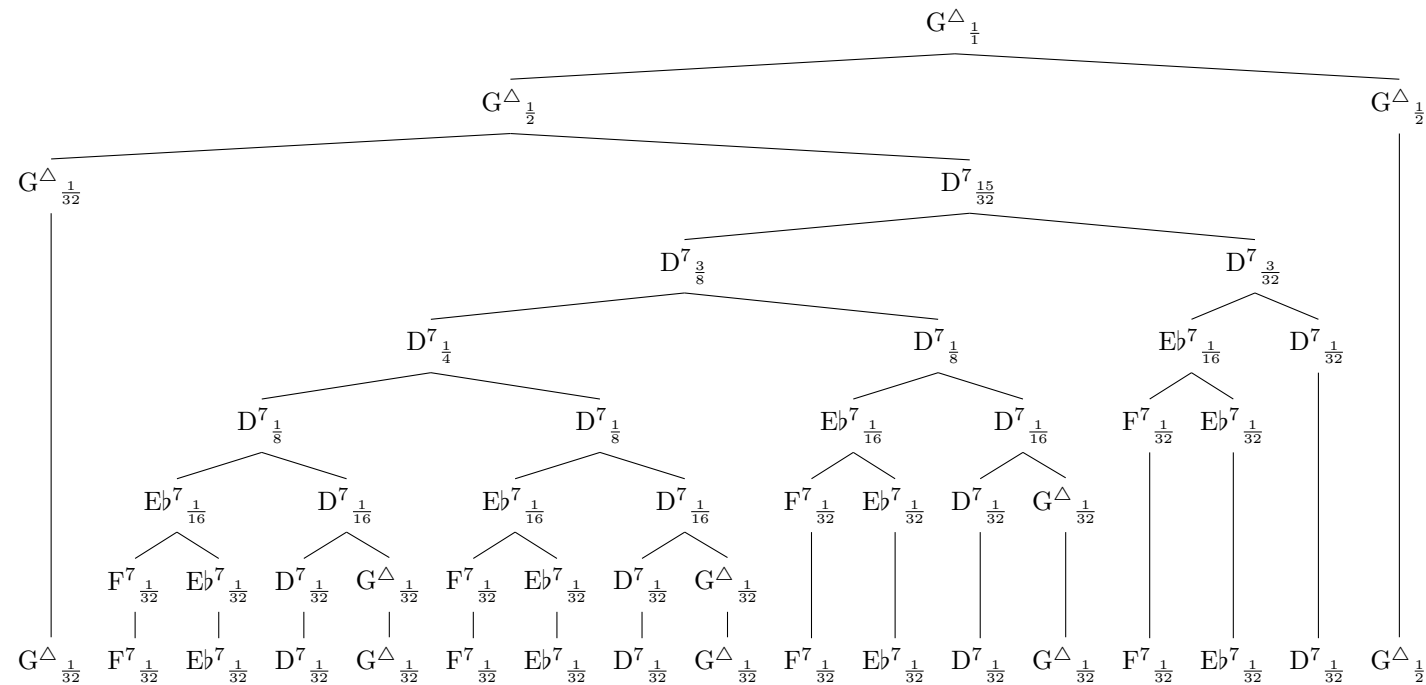 G△ 1/1
G△ 1/2 G△ 1/2
G△ 1/32 D7 15/32
D7 3/8 D7 3/32
D7 1/4 D7 1/8 E♭7 1/16 D7 1/32
D7 1/8 D7 1/8 E♭7 1/16 D7 1/16 F7 1/32 E♭7 1/32
E♭7 1/16 D7 1/16 E♭7 1/16 D7 1/16 F7 1/32 E♭7 1/32 D7 1/32 G△ 1/32
F7 1/32 E♭7 1/32 D7 1/32 G△ 1/32 F7 1/32 E♭7 1/32 D7 1/32 G△ 1/32
G△ 1/32 F7 1/32 E♭7 1/32 D7 1/32 G△ 1/32 F7 1/32 E♭7 1/32 D7 1/32 G△ 1/32 F7 1/32 E♭7 1/32 D7 1/32 G△ 1/32 F7 1/32 E♭7 1/32 D7 1/32 G△ 1/2